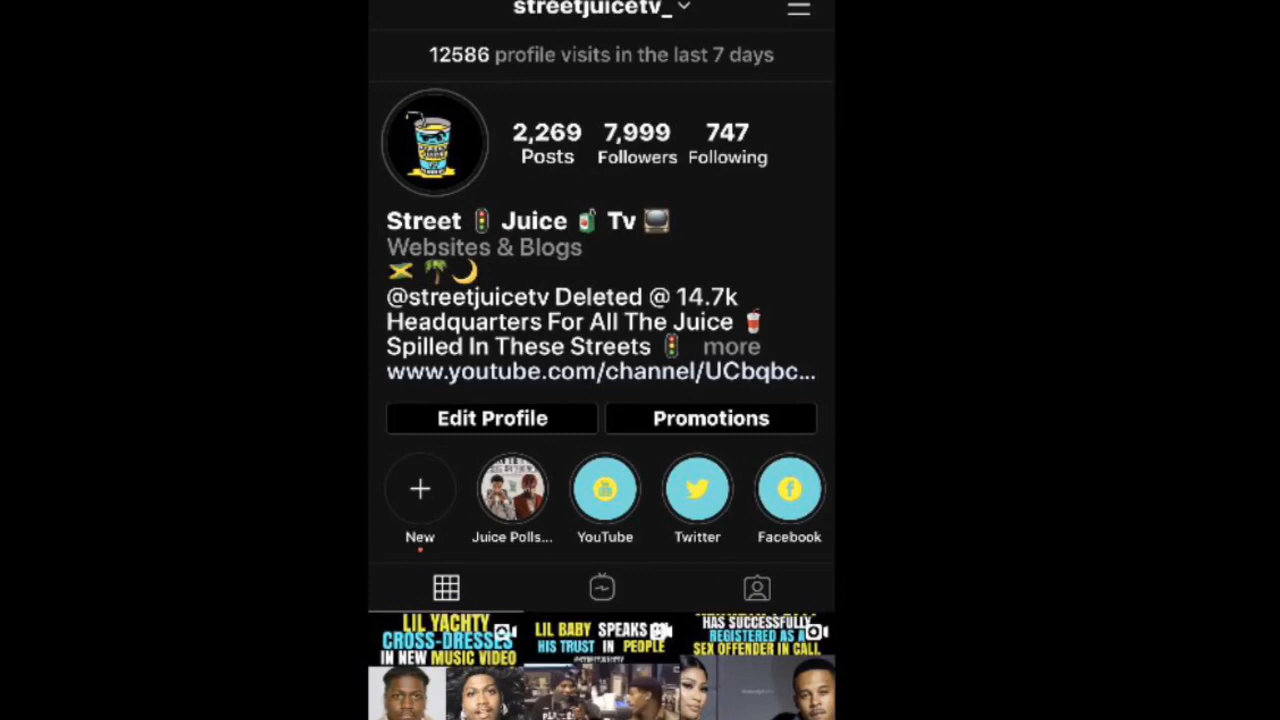 streetjuicetv_
12586 profile visits in the last 7 days
2,269 7,999 747
Posts Followers Following
Street 🚦 Juice 🧃 Tv 📺
Websites & Blogs
🇯🇲 🌴🌙
@streetjuicetv Deleted @ 14.7k
Headquarters For All The Juice 🥤
Spilled In These Streets 🚦 more
www.youtube.com/channel/UCbqbc...
Edit Profile Promotions
New Juice Polls... YouTube Twitter Facebook
LIL YACHTY
CROSS-DRESSES
IN NEW MUSIC VIDEO
LIL BABY SPEAKS ON
HIS TRUST IN PEOPLE
HAS SUCCESSFULLY
REGISTERED AS A
SEX OFFENDER IN CALI.